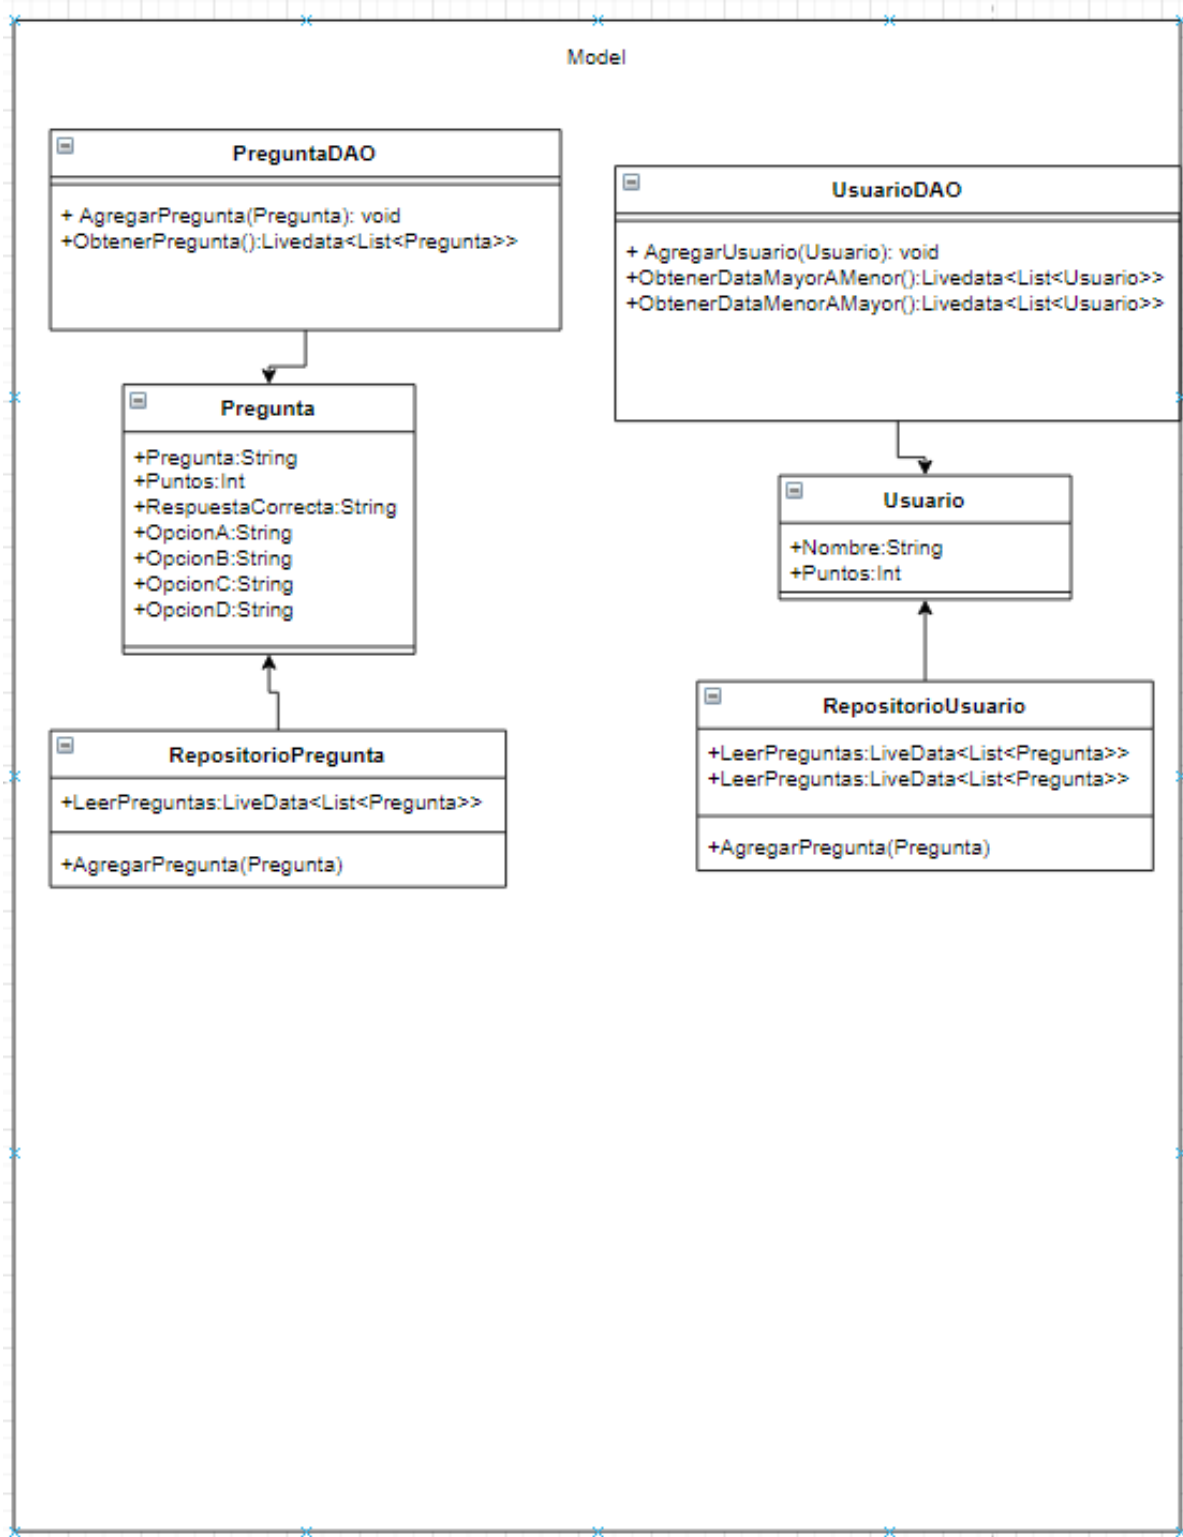 Model
PreguntaDAO
+ AgregarPregunta(Pregunta): void
+ObtenerPregunta():Livedata<List<Pregunta>>
UsuarioDAO
+ AgregarUsuario(Usuario): void
+ObtenerDataMayorAMenor():Livedata<List<Usuario>>
+ObtenerDataMenorAMayor():Livedata<List<Usuario>>
Pregunta
+Pregunta:String
+Puntos:Int
+RespuestaCorrecta:String
+OpcionA:String
+OpcionB:String
+OpcionC:String
+OpcionD:String
Usuario
+Nombre:String
+Puntos:Int
RepositorioPregunta
+LeerPreguntas:LiveData<List<Pregunta>>
+AgregarPregunta(Pregunta)
RepositorioUsuario
+LeerPreguntas:LiveData<List<Pregunta>>
+LeerPreguntas:LiveData<List<Pregunta>>
+AgregarPregunta(Pregunta)